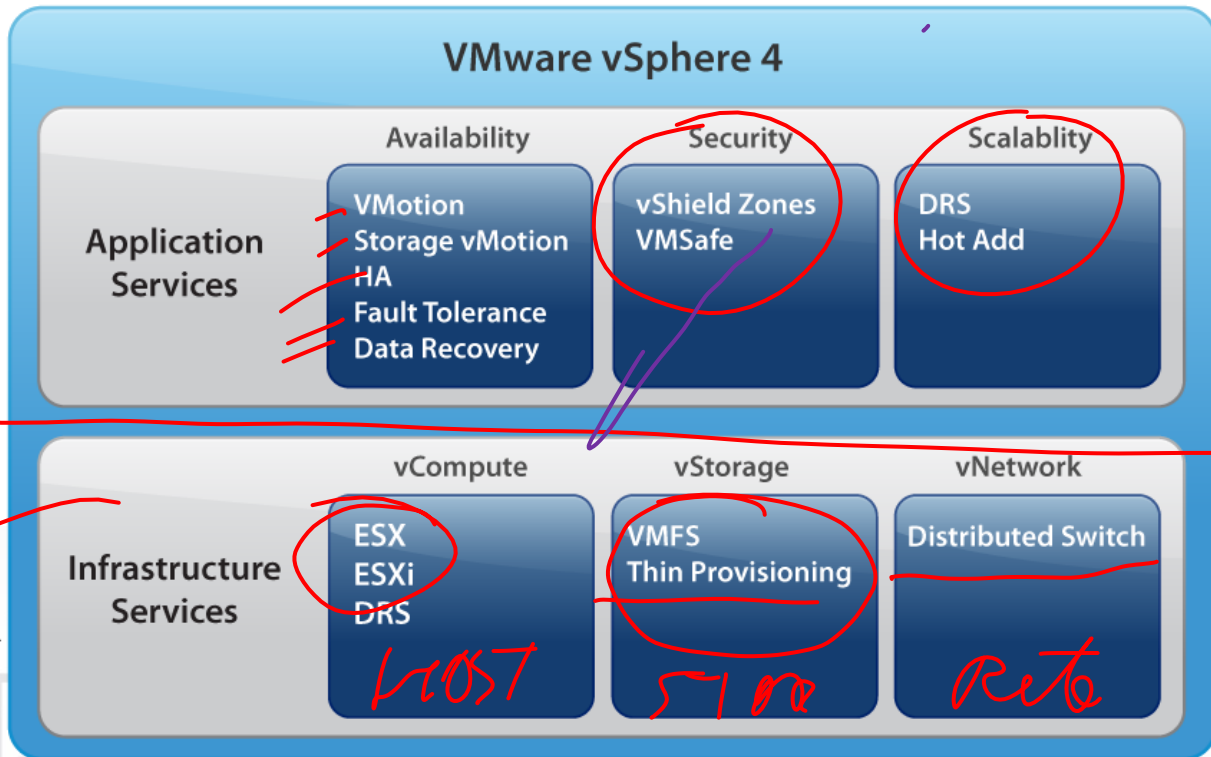 VMware vSphere 4
Availability
Security
Scalablity
Application
Services
VMotion
Storage vMotion
HA
Fault Tolerance
Data Recovery
vShield Zones
VMSafe
DRS
Hot Add
vCompute
vStorage
vNetwork
Infrastructure
Services
ESX
ESXi
DRS
VMFS
Thin Provisioning
Distributed Switch
HOST